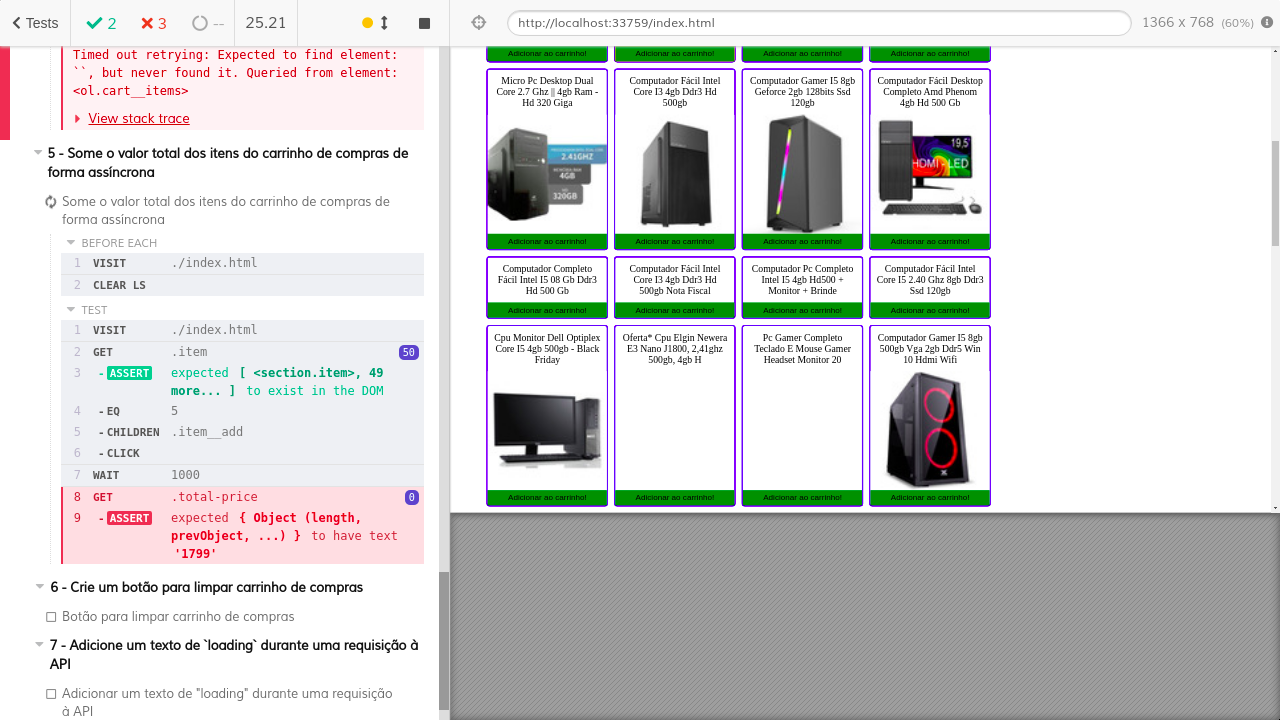 Tests
2
3
--
25.21
http://localhost:33759/index.html
1366 x 768 (60%)
Timed out retrying: Expected to find element:
``, but never found it. Queried from element:
<ol.cart__items>
View stack trace
5 - Some o valor total dos itens do carrinho de compras de
forma assíncrona
Some o valor total dos itens do carrinho de compras de
forma assíncrona
BEFORE EACH
1 VISIT ./index.html
2 CLEAR LS
TEST
1 VISIT ./index.html
2 GET .item 50
3 - ASSERT expected [ <section.item>, 49
more... ] to exist in the DOM
4 - EQ 5
5 - CHILDREN .item__add
6 - CLICK
7 WAIT 1000
8 GET .total-price 0
9 - ASSERT expected { Object (length,
prevObject, ...) } to have text
'1799'
6 - Crie um botão para limpar carrinho de compras
Botão para limpar carrinho de compras
7 - Adicione um texto de `loading` durante uma requisição à
API
Adicionar um texto de "loading" durante uma requisição
à API
Adicionar ao carrinho! Adicionar ao carrinho! Adicionar ao carrinho! Adicionar ao carrinho!
Micro Pc Desktop Dual
Core 2.7 Ghz || 4gb Ram -
Hd 320 Giga
2.41GHZ
4GB
320GB
Adicionar ao carrinho!
Computador Fácil Intel
Core I3 4gb Ddr3 Hd
500gb
Adicionar ao carrinho!
Computador Gamer I5 8gb
Geforce 2gb 128bits Ssd
120gb
Adicionar ao carrinho!
Computador Fácil Desktop
Completo Amd Phenom
4gb Hd 500 Gb
19,5"
HDMI - LED
Adicionar ao carrinho!
Computador Completo
Fácil Intel I5 08 Gb Ddr3
Hd 500 Gb
Adicionar ao carrinho!
Computador Fácil Intel
Core I3 4gb Ddr3 Hd
500gb Nota Fiscal
Adicionar ao carrinho!
Computador Pc Completo
Intel I5 4gb Hd500 +
Monitor + Brinde
Adicionar ao carrinho!
Computador Fácil Intel
Core I5 2.40 Ghz 8gb Ddr3
Ssd 120gb
Adicionar ao carrinho!
Cpu Monitor Dell Optiplex
Core I5 4gb 500gb - Black
Friday
Adicionar ao carrinho!
Oferta* Cpu Elgin Newera
E3 Nano J1800, 2,41ghz
500gb, 4gb H
Adicionar ao carrinho!
Pc Gamer Completo
Teclado E Mouse Gamer
Headset Monitor 20
Adicionar ao carrinho!
Computador Gamer I5 8gb
500gb Vga 2gb Ddr5 Win
10 Hdmi Wifi
Adicionar ao carrinho!